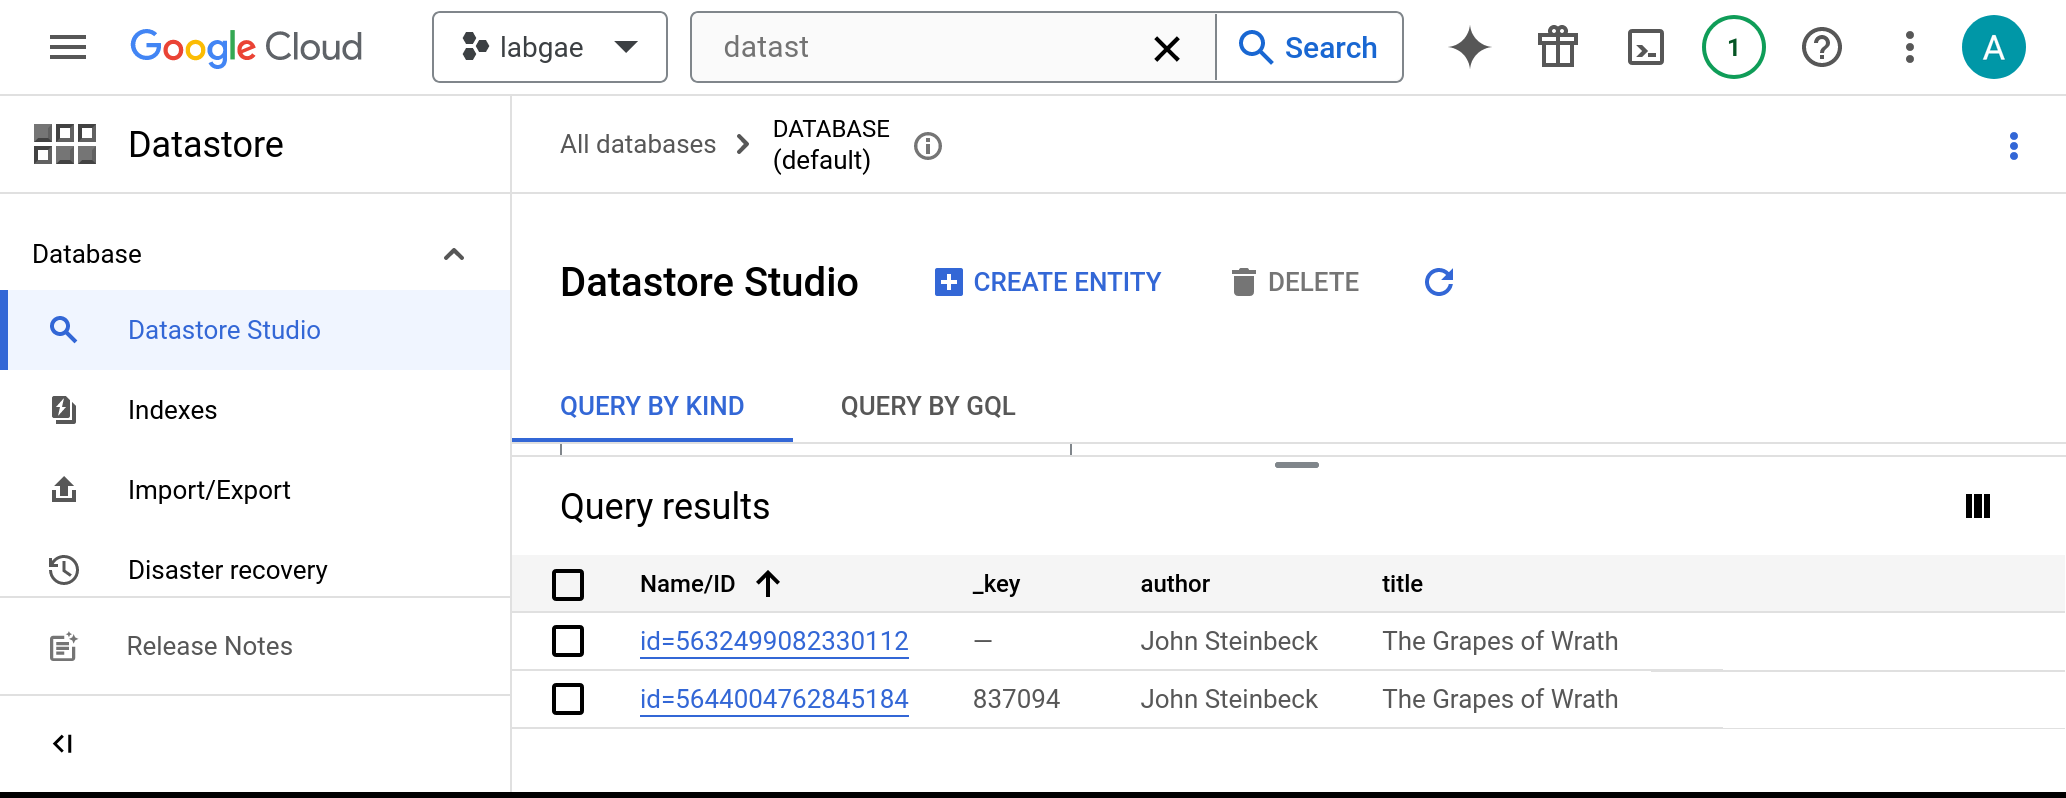 Google Cloud
labgae
datast
Search
1
A
Datastore
All databases
DATABASE
(default)
Database
Datastore Studio
Indexes
Import/Export
Disaster recovery
Release Notes
Datastore Studio
CREATE ENTITY
DELETE
QUERY BY KIND
QUERY BY GQL
Query results
Name/ID _key author title
id=5632499082330112 — John Steinbeck The Grapes of Wrath
id=5644004762845184 837094 John Steinbeck The Grapes of Wrath